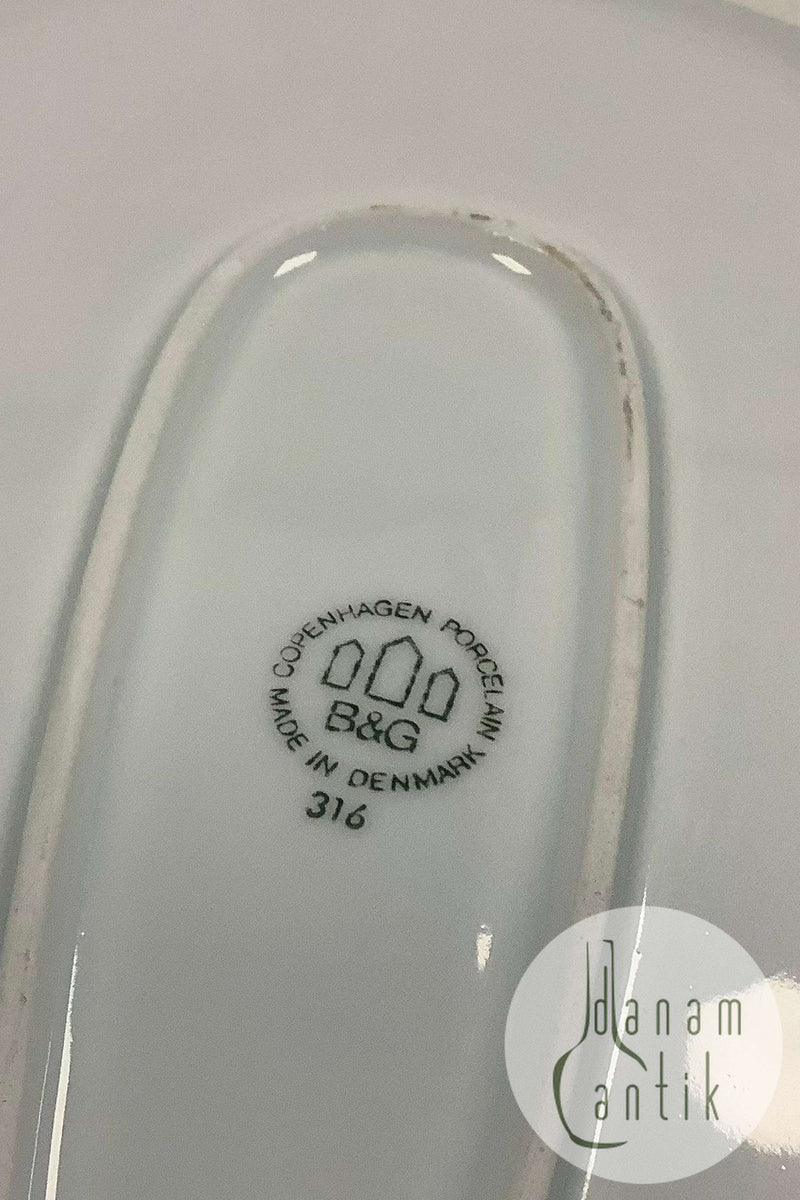 COPENHAGEN PORCELAIN
B&G
MADE IN DENMARK
316
danam
antik